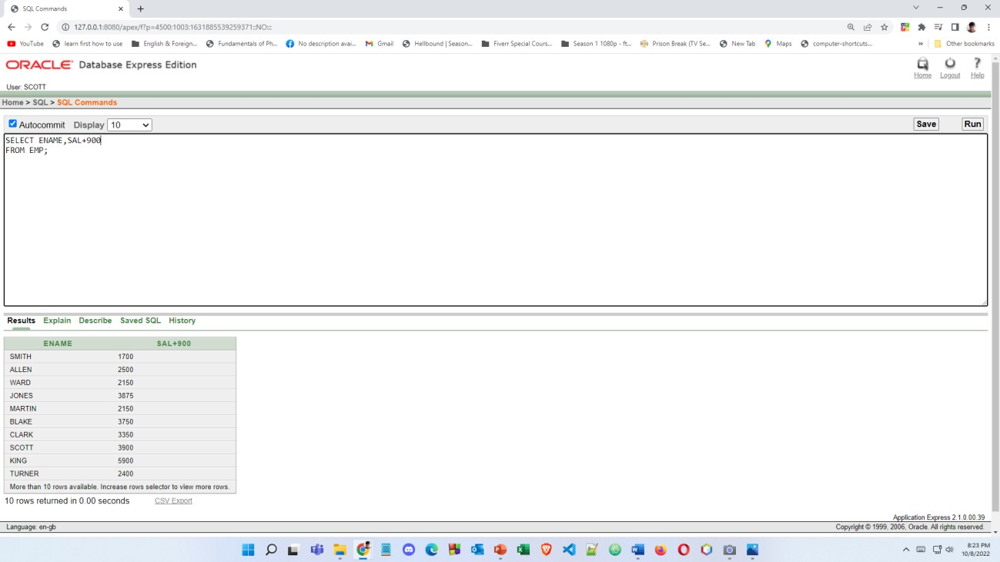 SQL Commands
127.0.0.1:8080/apex/f?p=4500:1003:1631885539259371::NO:::
YouTube learn first how to use English & Foreign... Fundamentals of Ph... No description avai... Gmail Hellbound | Season... Fiverr Special Cours... Season 1 1080p - ft... Prison Break (TV Se... New Tab Maps computer-shortcuts... » Other bookmarks
ORACLE Database Express Edition
Home Logout Help
User: SCOTT
Home > SQL > SQL Commands
Autocommit Display 10 Save Run
SELECT ENAME,SAL+900
FROM EMP;
Results Explain Describe Saved SQL History
ENAME SAL+900
SMITH 1700
ALLEN 2500
WARD 2150
JONES 3875
MARTIN 2150
BLAKE 3750
CLARK 3350
SCOTT 3900
KING 5900
TURNER 2400
More than 10 rows available. Increase rows selector to view more rows.
10 rows returned in 0.00 seconds CSV Export
Application Express 2.1.0.00.39
Language: en-gb Copyright © 1999, 2006, Oracle. All rights reserved.
8:23 PM
10/8/2022